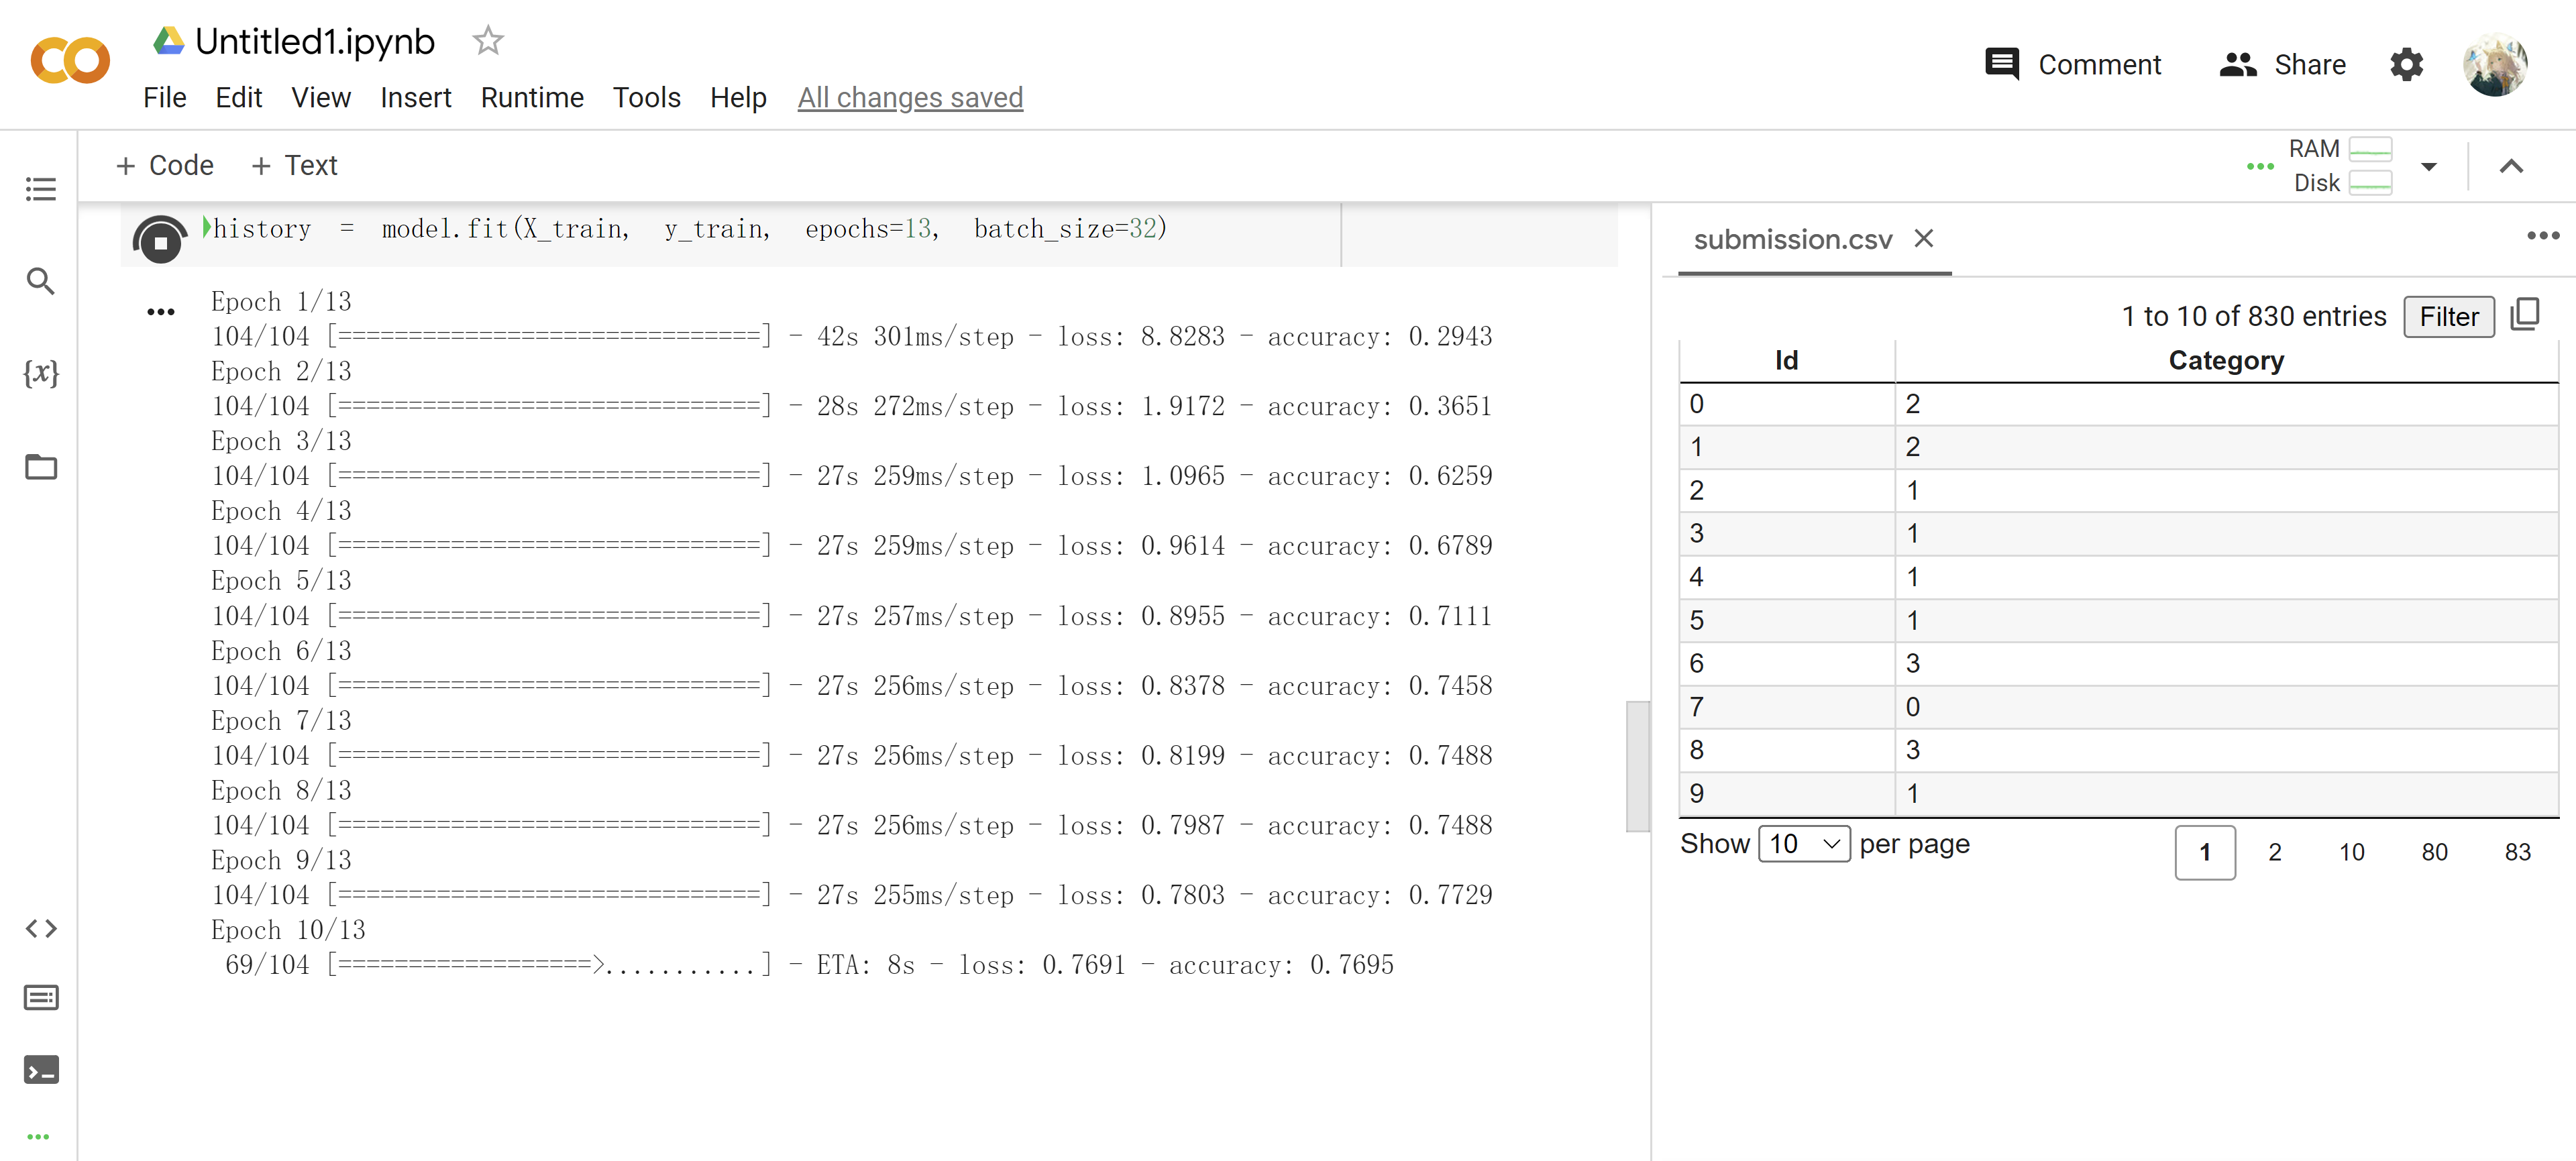 Untitled1.ipynb
File Edit View Insert Runtime Tools Help All changes saved
Comment Share
+ Code + Text
RAM
Disk
history = model.fit(X_train, y_train, epochs=13, batch_size=32)
Epoch 1/13
104/104 [==============================] - 42s 301ms/step - loss: 8.8283 - accuracy: 0.2943
Epoch 2/13
104/104 [==============================] - 28s 272ms/step - loss: 1.9172 - accuracy: 0.3651
Epoch 3/13
104/104 [==============================] - 27s 259ms/step - loss: 1.0965 - accuracy: 0.6259
Epoch 4/13
104/104 [==============================] - 27s 259ms/step - loss: 0.9614 - accuracy: 0.6789
Epoch 5/13
104/104 [==============================] - 27s 257ms/step - loss: 0.8955 - accuracy: 0.7111
Epoch 6/13
104/104 [==============================] - 27s 256ms/step - loss: 0.8378 - accuracy: 0.7458
Epoch 7/13
104/104 [==============================] - 27s 256ms/step - loss: 0.8199 - accuracy: 0.7488
Epoch 8/13
104/104 [==============================] - 27s 256ms/step - loss: 0.7987 - accuracy: 0.7488
Epoch 9/13
104/104 [==============================] - 27s 255ms/step - loss: 0.7803 - accuracy: 0.7729
Epoch 10/13
69/104 [==================>...........] - ETA: 8s - loss: 0.7691 - accuracy: 0.7695
submission.csv
1 to 10 of 830 entries Filter
Id Category
0 2
1 2
2 1
3 1
4 1
5 1
6 3
7 0
8 3
9 1
Show 10 per page 1 2 10 80 83